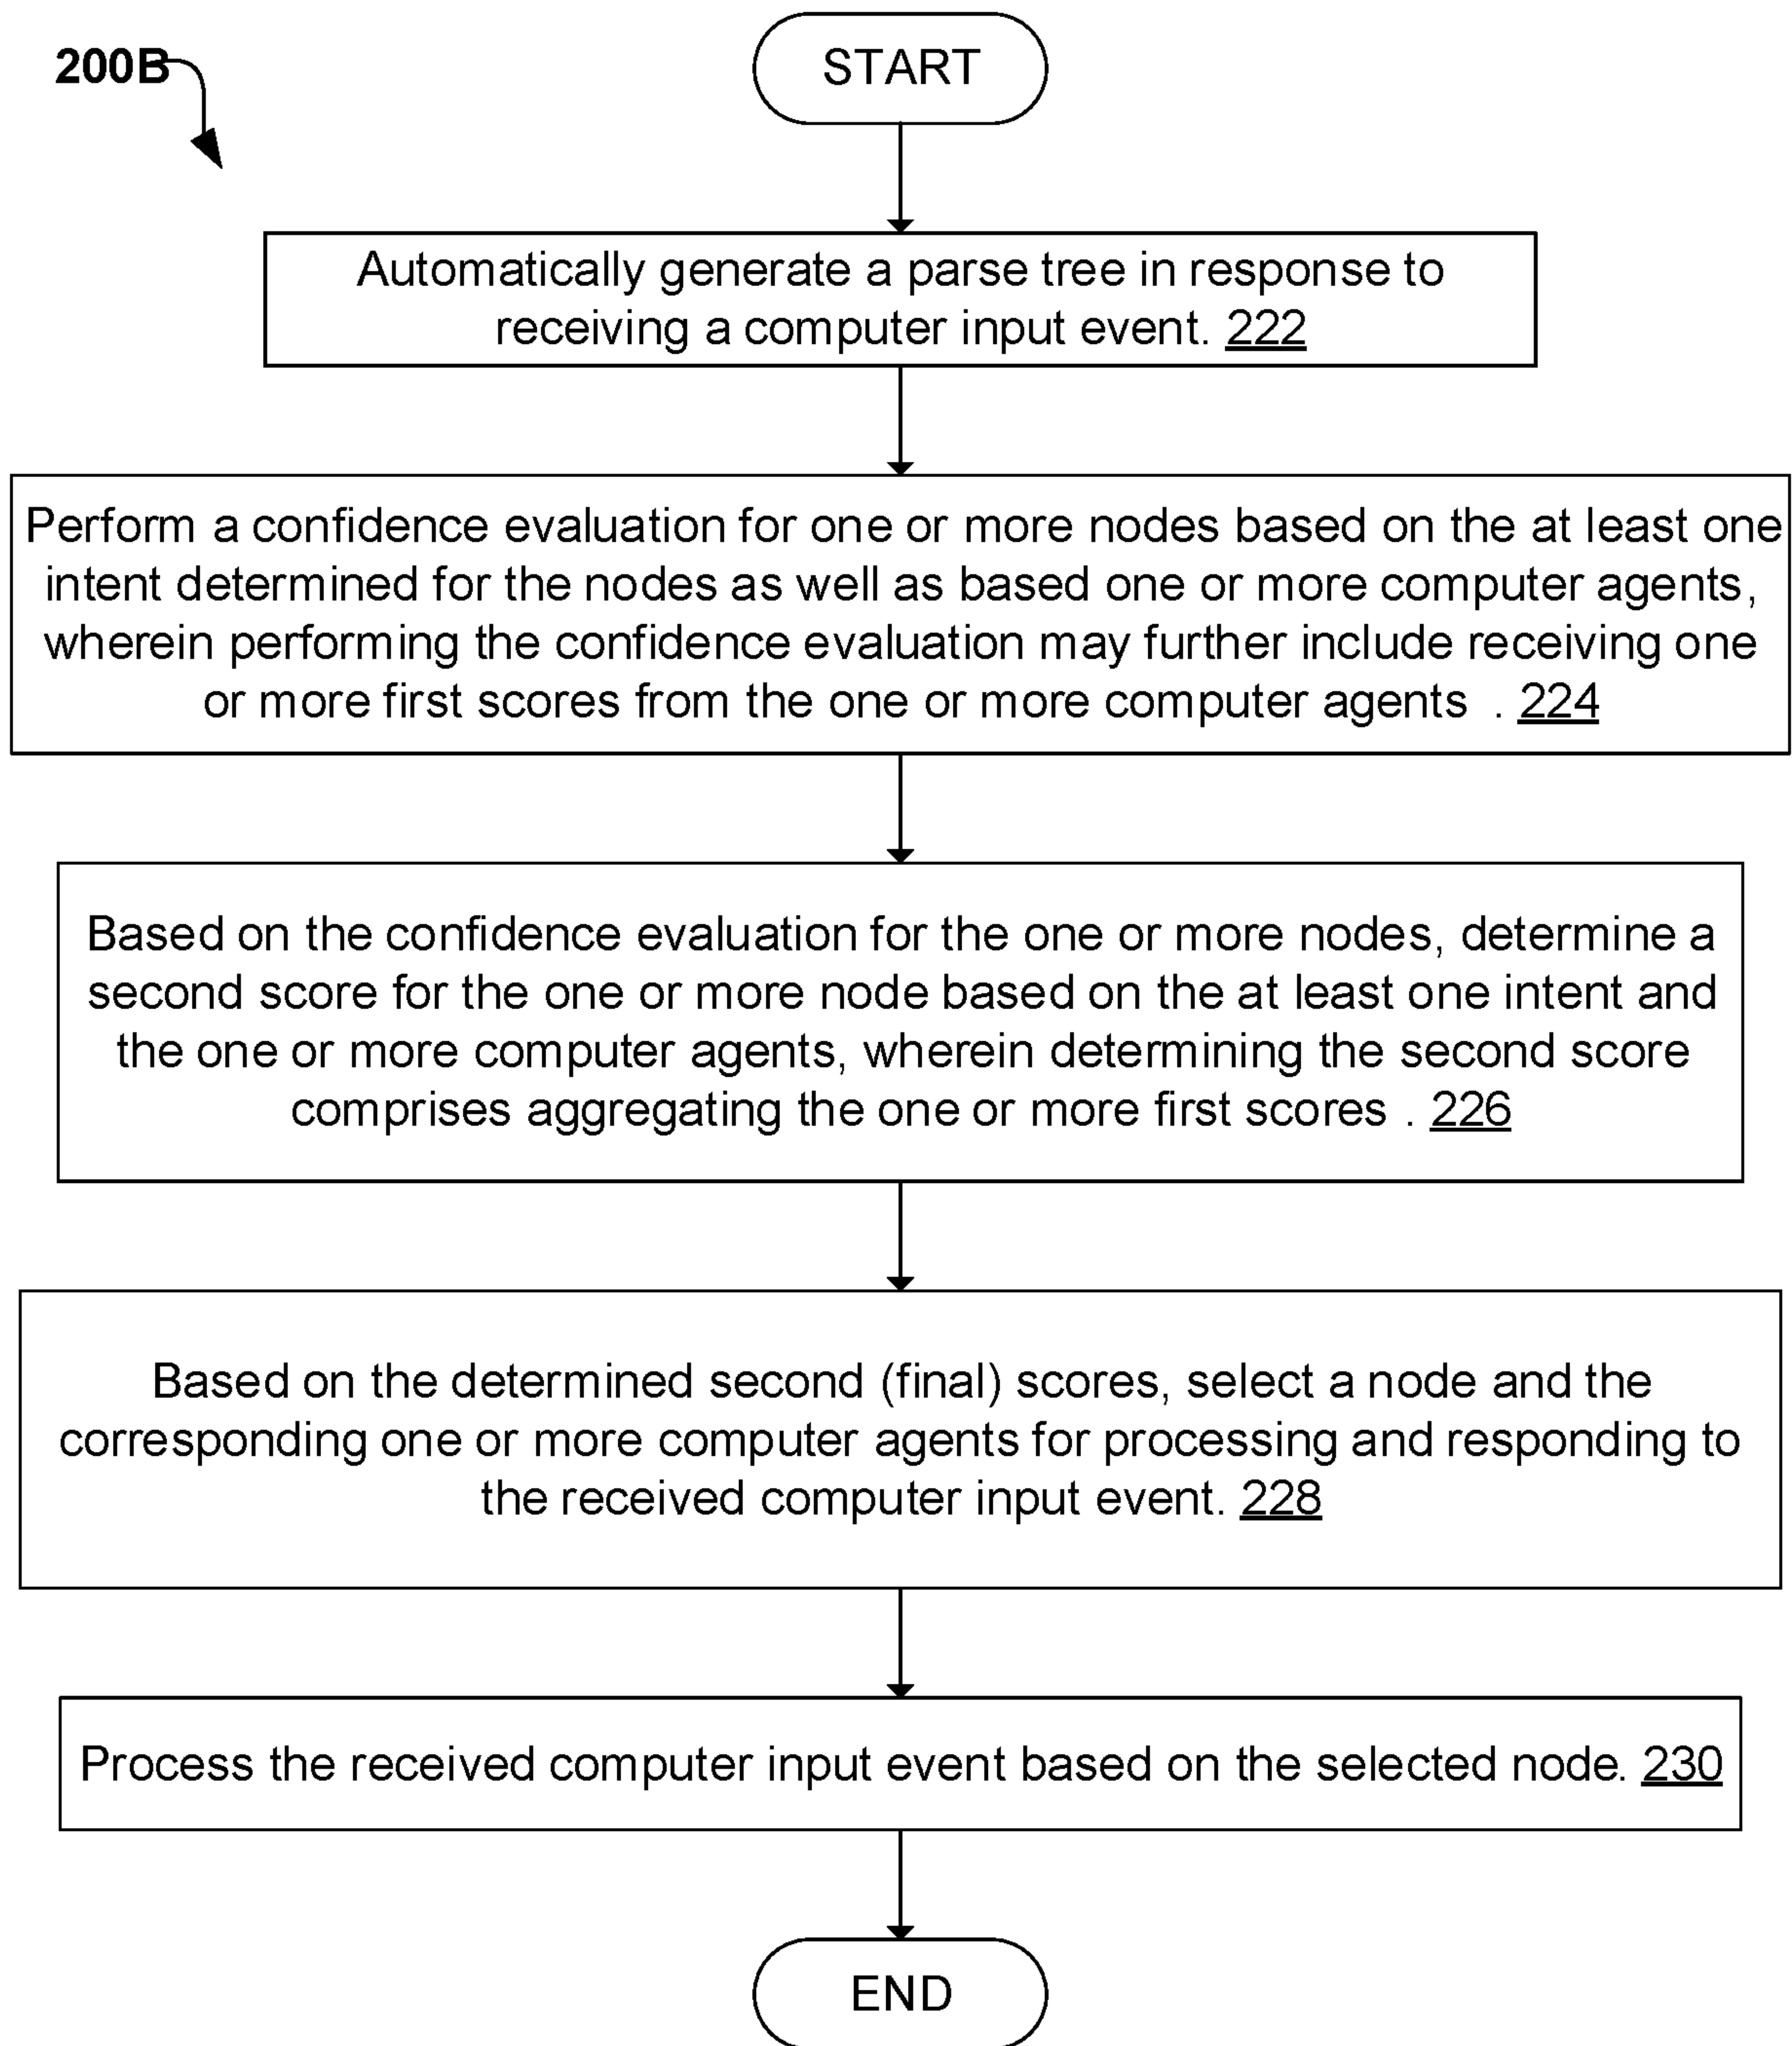 200B
START
Automatically generate a parse tree in response to
receiving a computer input event. 222
Perform a confidence evaluation for one or more nodes based on the at least one
intent determined for the nodes as well as based one or more computer agents,
wherein performing the confidence evaluation may further include receiving one
or more first scores from the one or more computer agents . 224
Based on the confidence evaluation for the one or more nodes, determine a
second score for the one or more node based on the at least one intent and
the one or more computer agents, wherein determining the second score
comprises aggregating the one or more first scores . 226
Based on the determined second (final) scores, select a node and the
corresponding one or more computer agents for processing and responding to
the received computer input event. 228
Process the received computer input event based on the selected node. 230
END